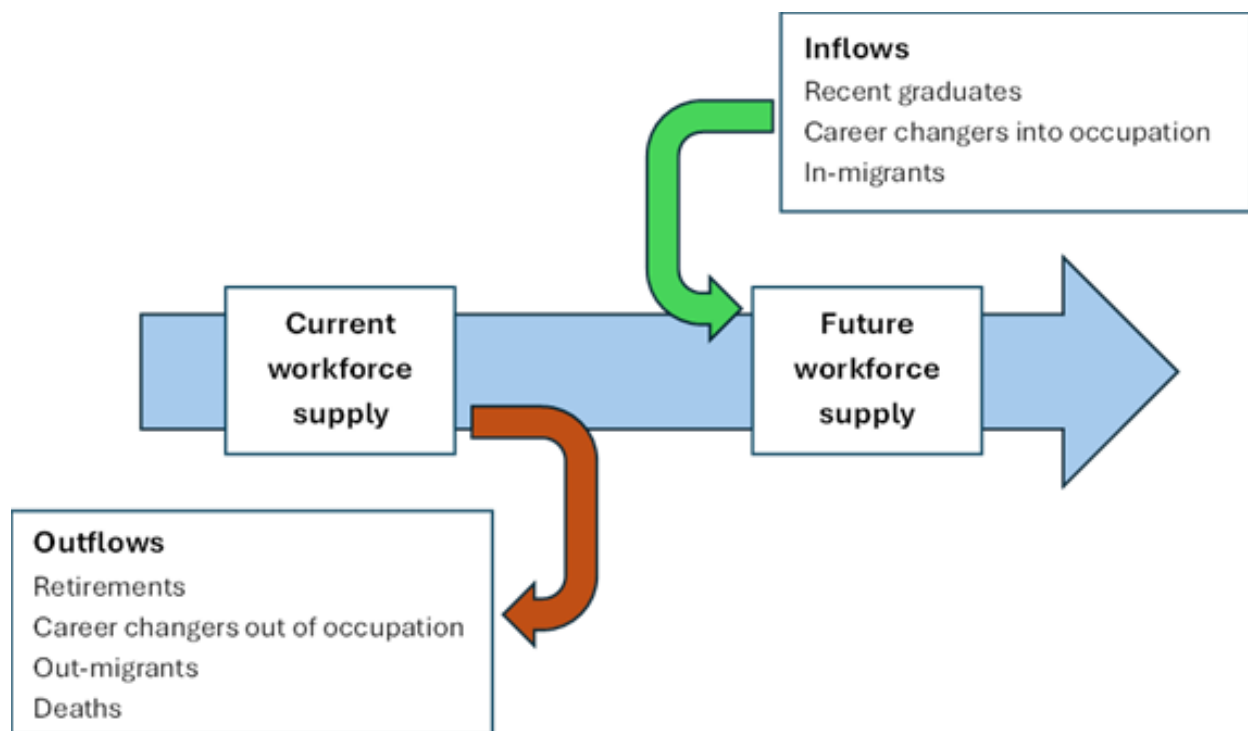 Inflows
Recent graduates
Career changers into occupation
In-migrants
Current
workforce
supply
Future
workforce
supply
Outflows
Retirements
Career changers out of occupation
Out-migrants
Deaths